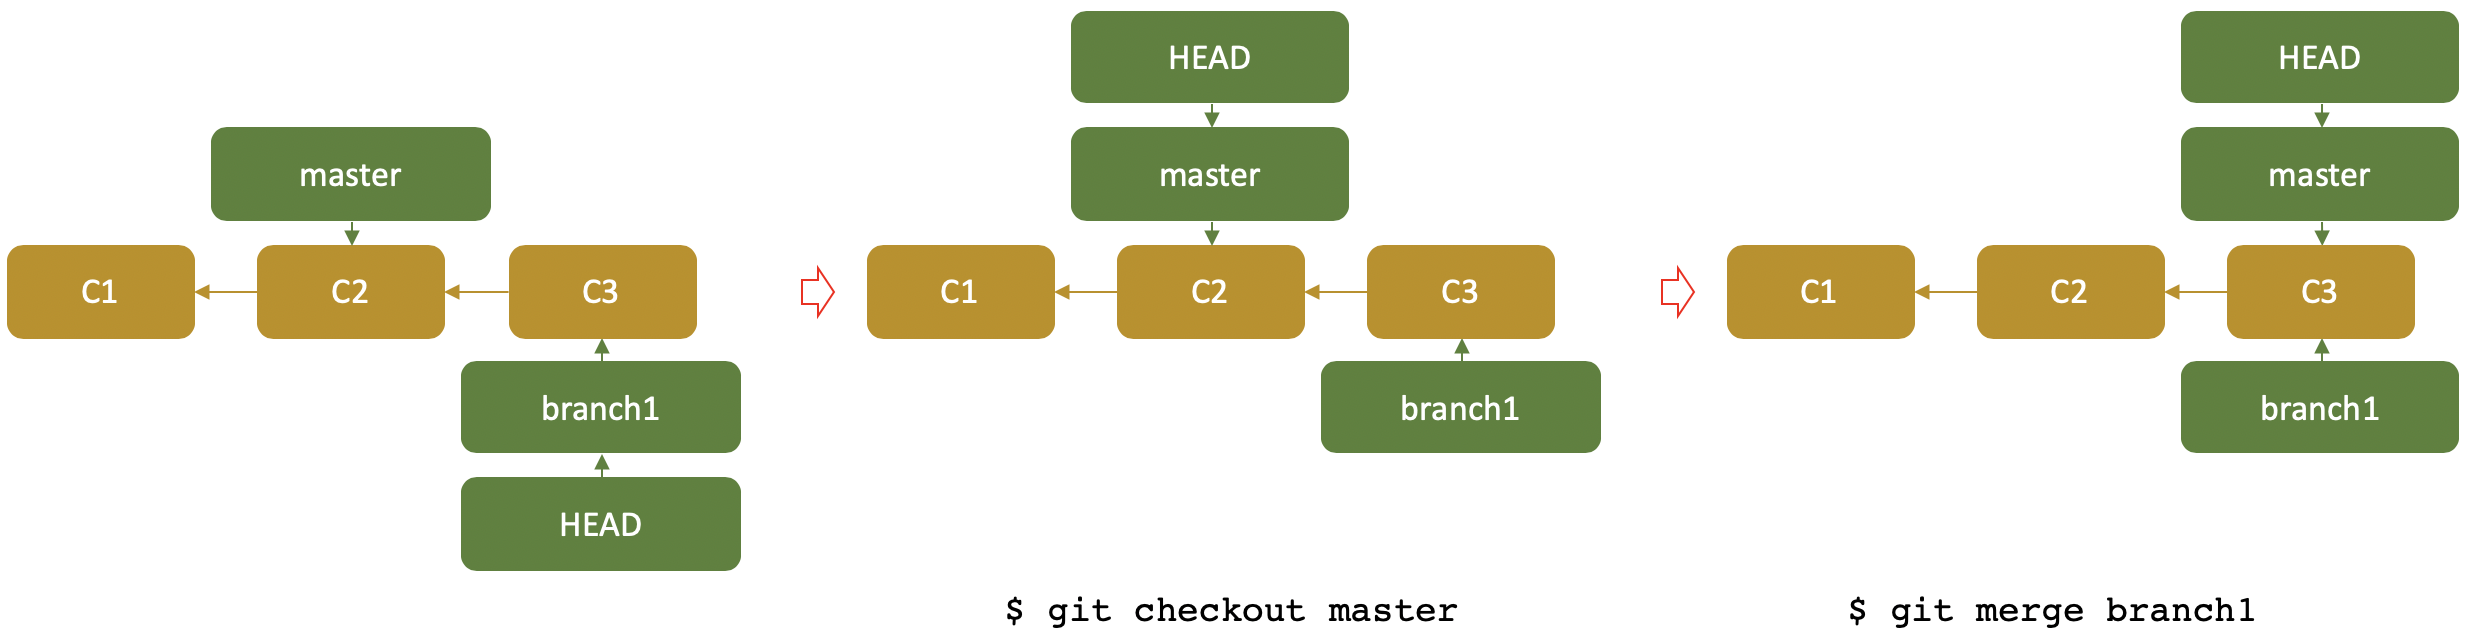 master
C1
C2
C3
branch1
HEAD
HEAD
master
C1
C2
C3
branch1
$ git checkout master
HEAD
master
C1
C2
C3
branch1
$ git merge branch1